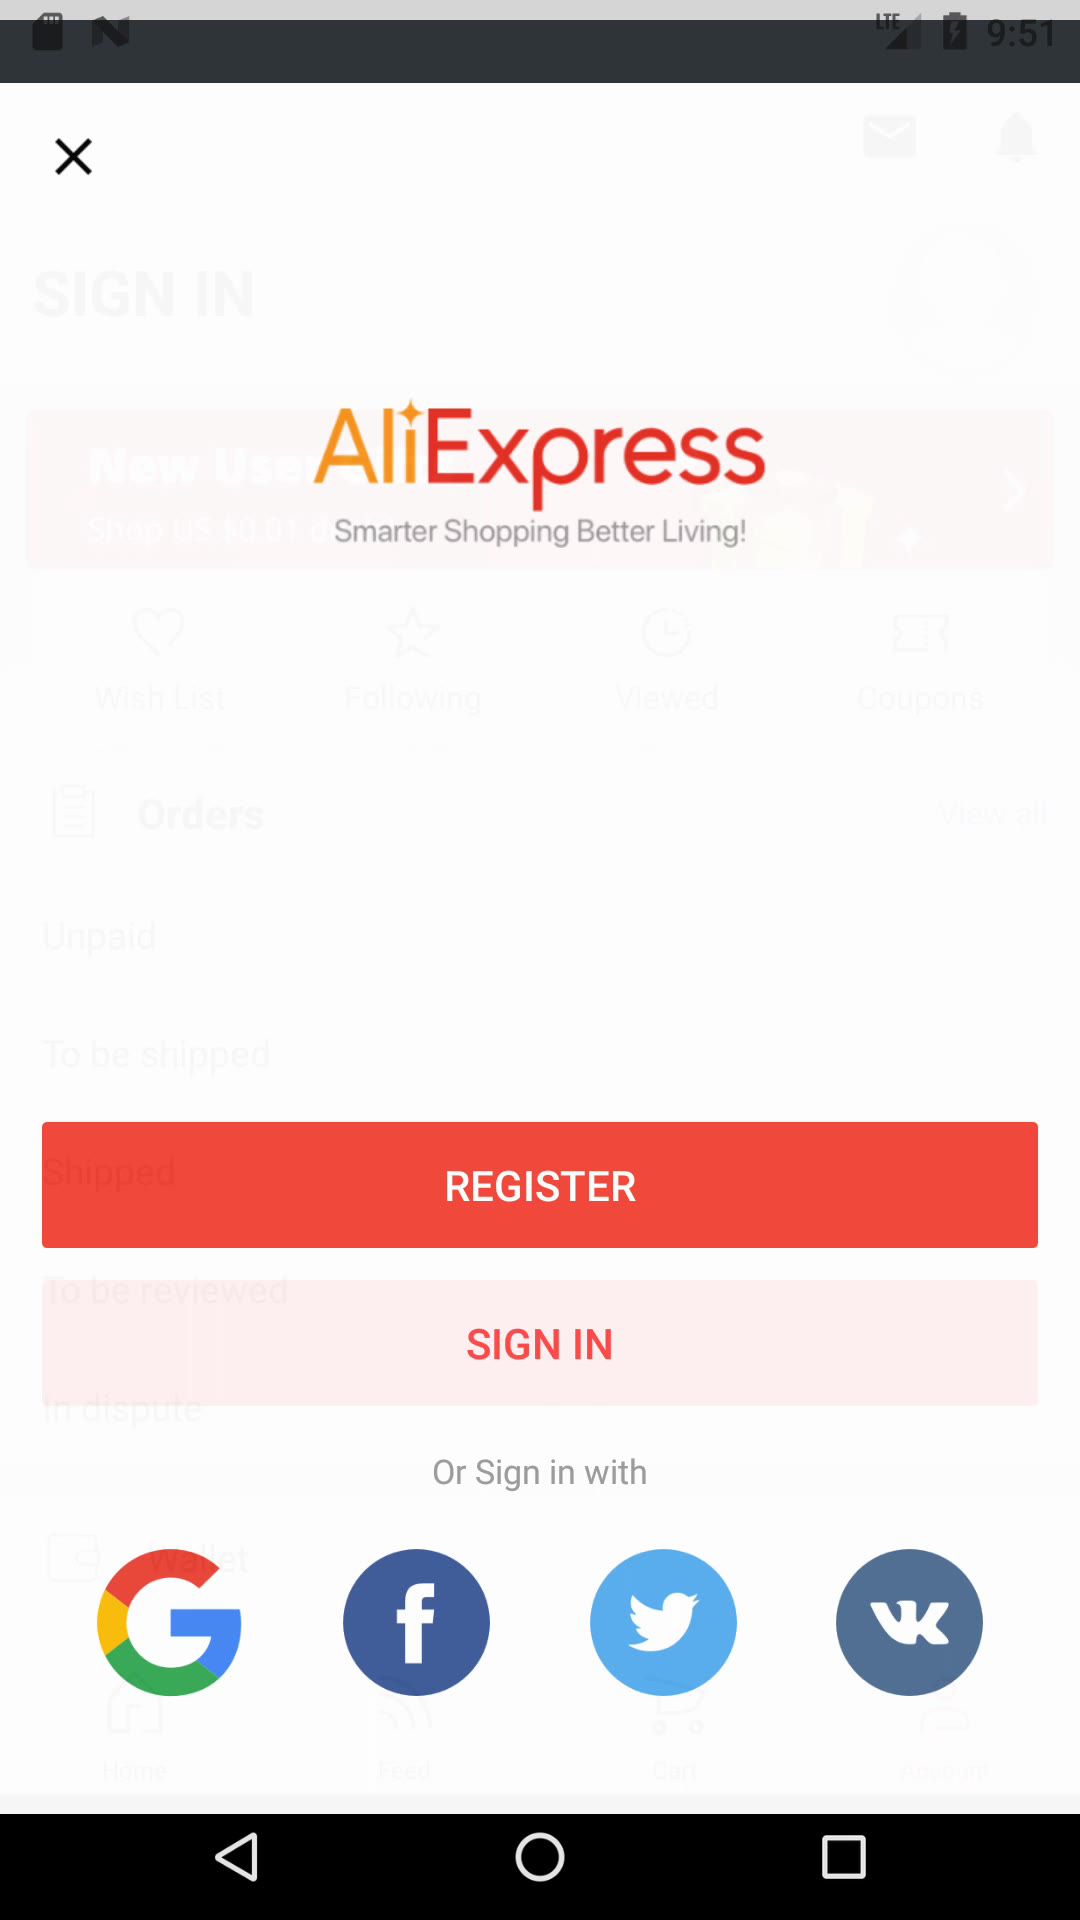 LTE 9:51
SIGN IN
AliExpress
New User
Shop US $0.01 d
Smarter Shopping Better Living!
Wish List Following Viewed Coupons
Orders View all
Unpaid
To be shipped
Shipped
REGISTER
To be reviewed
SIGN IN
In dispute
Or Sign in with
Wallet
Home Feed Cart Account